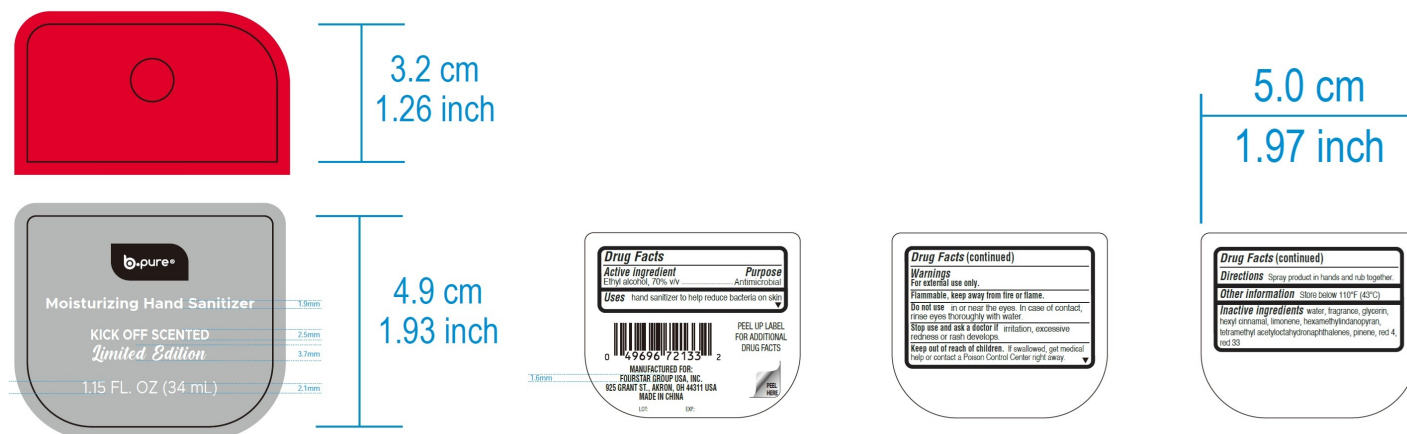 3.2 cm
1.26 inch
b.pure®
Moisturizing Hand Sanitizer
KICK OFF SCENTED
Limited Edition
1.15 FL. OZ (34 mL)
1.9mm
2.5mm
3.7mm
2.1mm
4.9 cm
1.93 inch
Drug Facts
Active ingredient Purpose
Ethyl alcohol, 70% v/v Antimicrobial
Uses hand sanitizer to help reduce bacteria on skin
0 49696 72133 2
PEEL UP LABEL
FOR ADDITIONAL
DRUG FACTS
1.6mm
MANUFACTURED FOR:
FOURSTAR GROUP USA, INC.
925 GRANT ST., AKRON, OH 44311 USA
MADE IN CHINA
PEEL
HERE
LOT: EXP:
Drug Facts (continued)
Warnings
For external use only.
Flammable, keep away from fire or flame.
Do not use in or near the eyes. In case of contact,
rinse eyes thoroughly with water.
Stop use and ask a doctor if irritation, excessive
redness or rash develops.
Keep out of reach of children. If swallowed, get medical
help or contact a Poison Control Center right away.
5.0 cm
1.97 inch
Drug Facts (continued)
Directions Spray product in hands and rub together.
Other information Store below 110°F (43°C)
Inactive ingredients water, fragrance, glycerin,
hexyl cinnamal, limonene, hexamethylindanopyran,
tetramethyl acetyloctahydronaphthalenes, pinene, red 4,
red 33